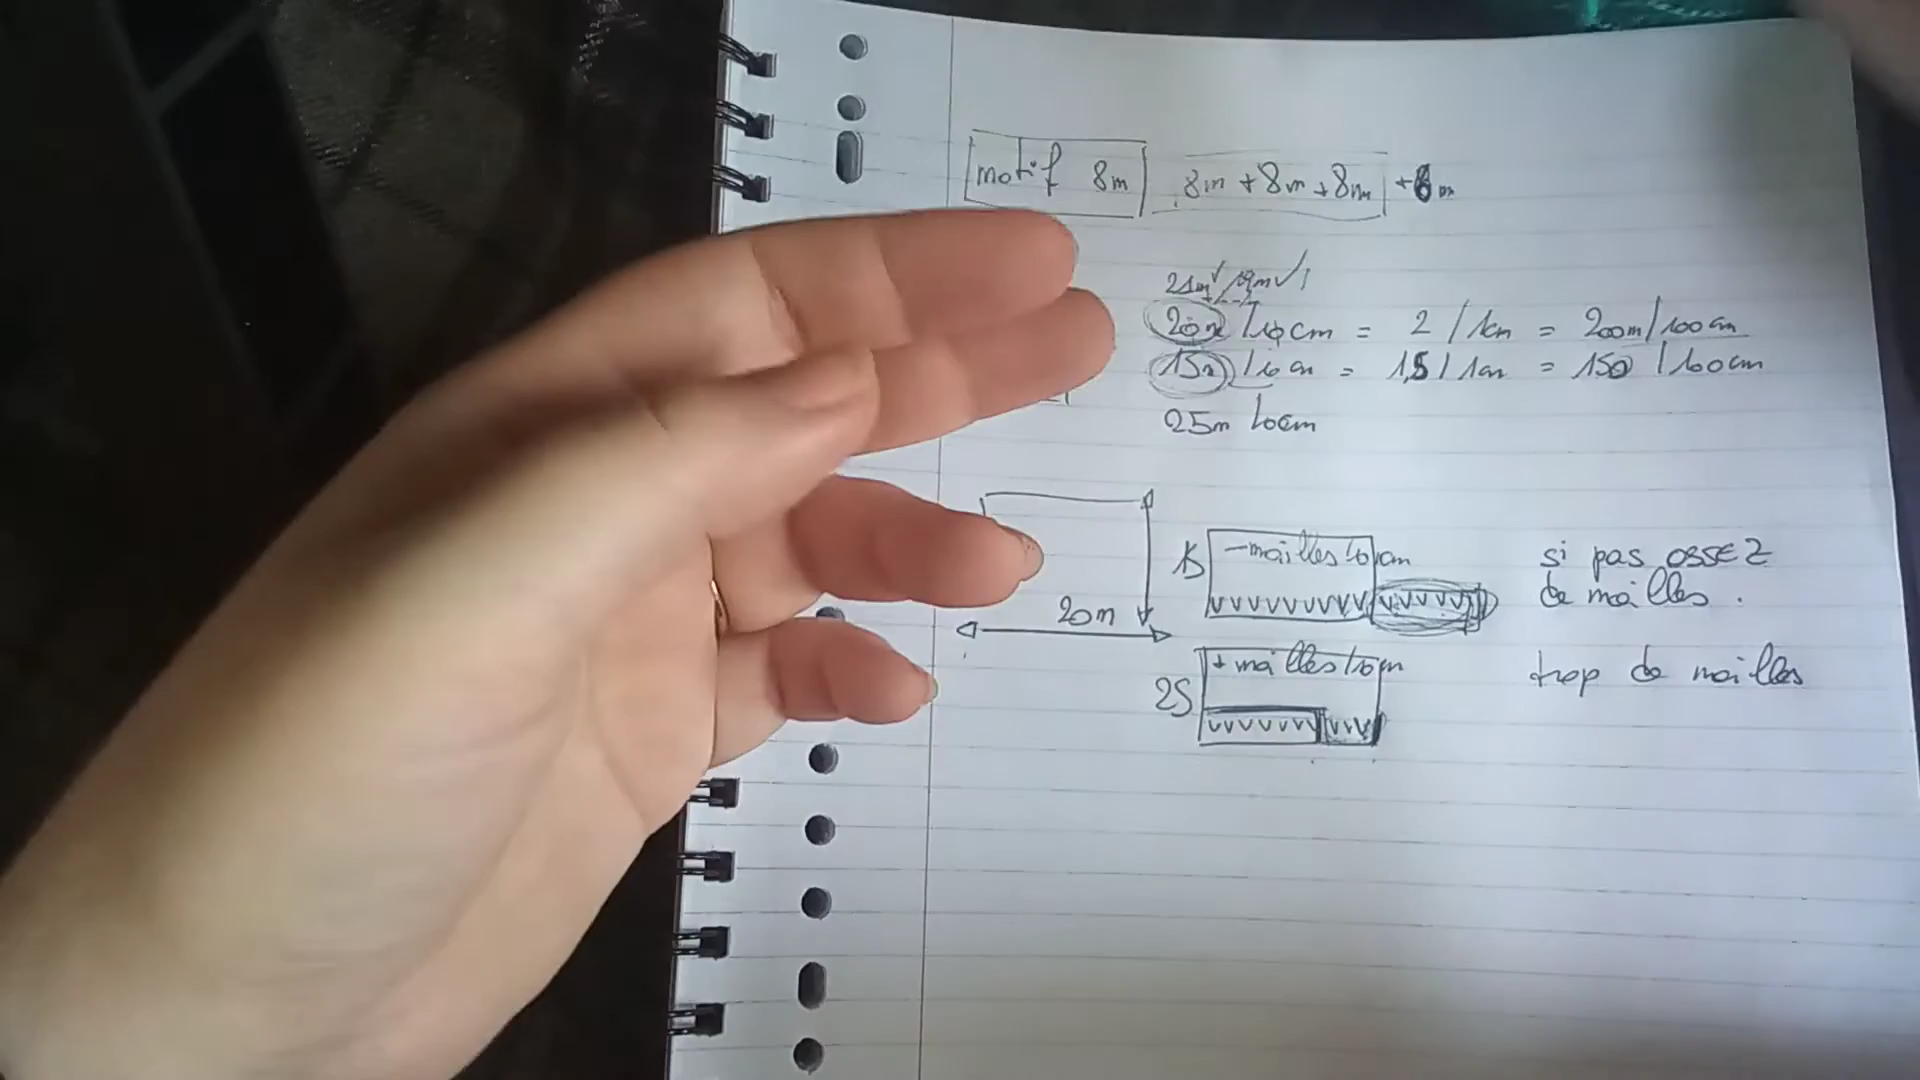 motif 8m 8m + 8m + 8m + 8m
21m / 19m
20m / 10cm = 2 / 1cm = 200m / 100cm
15m / 10cm = 1,5 / 1cm = 150 / 100cm
25m 10cm
20m
15 - mailles 10cm
si pas ASSEZ
de mailles.
25 + mailles 10cm
trop de mailles